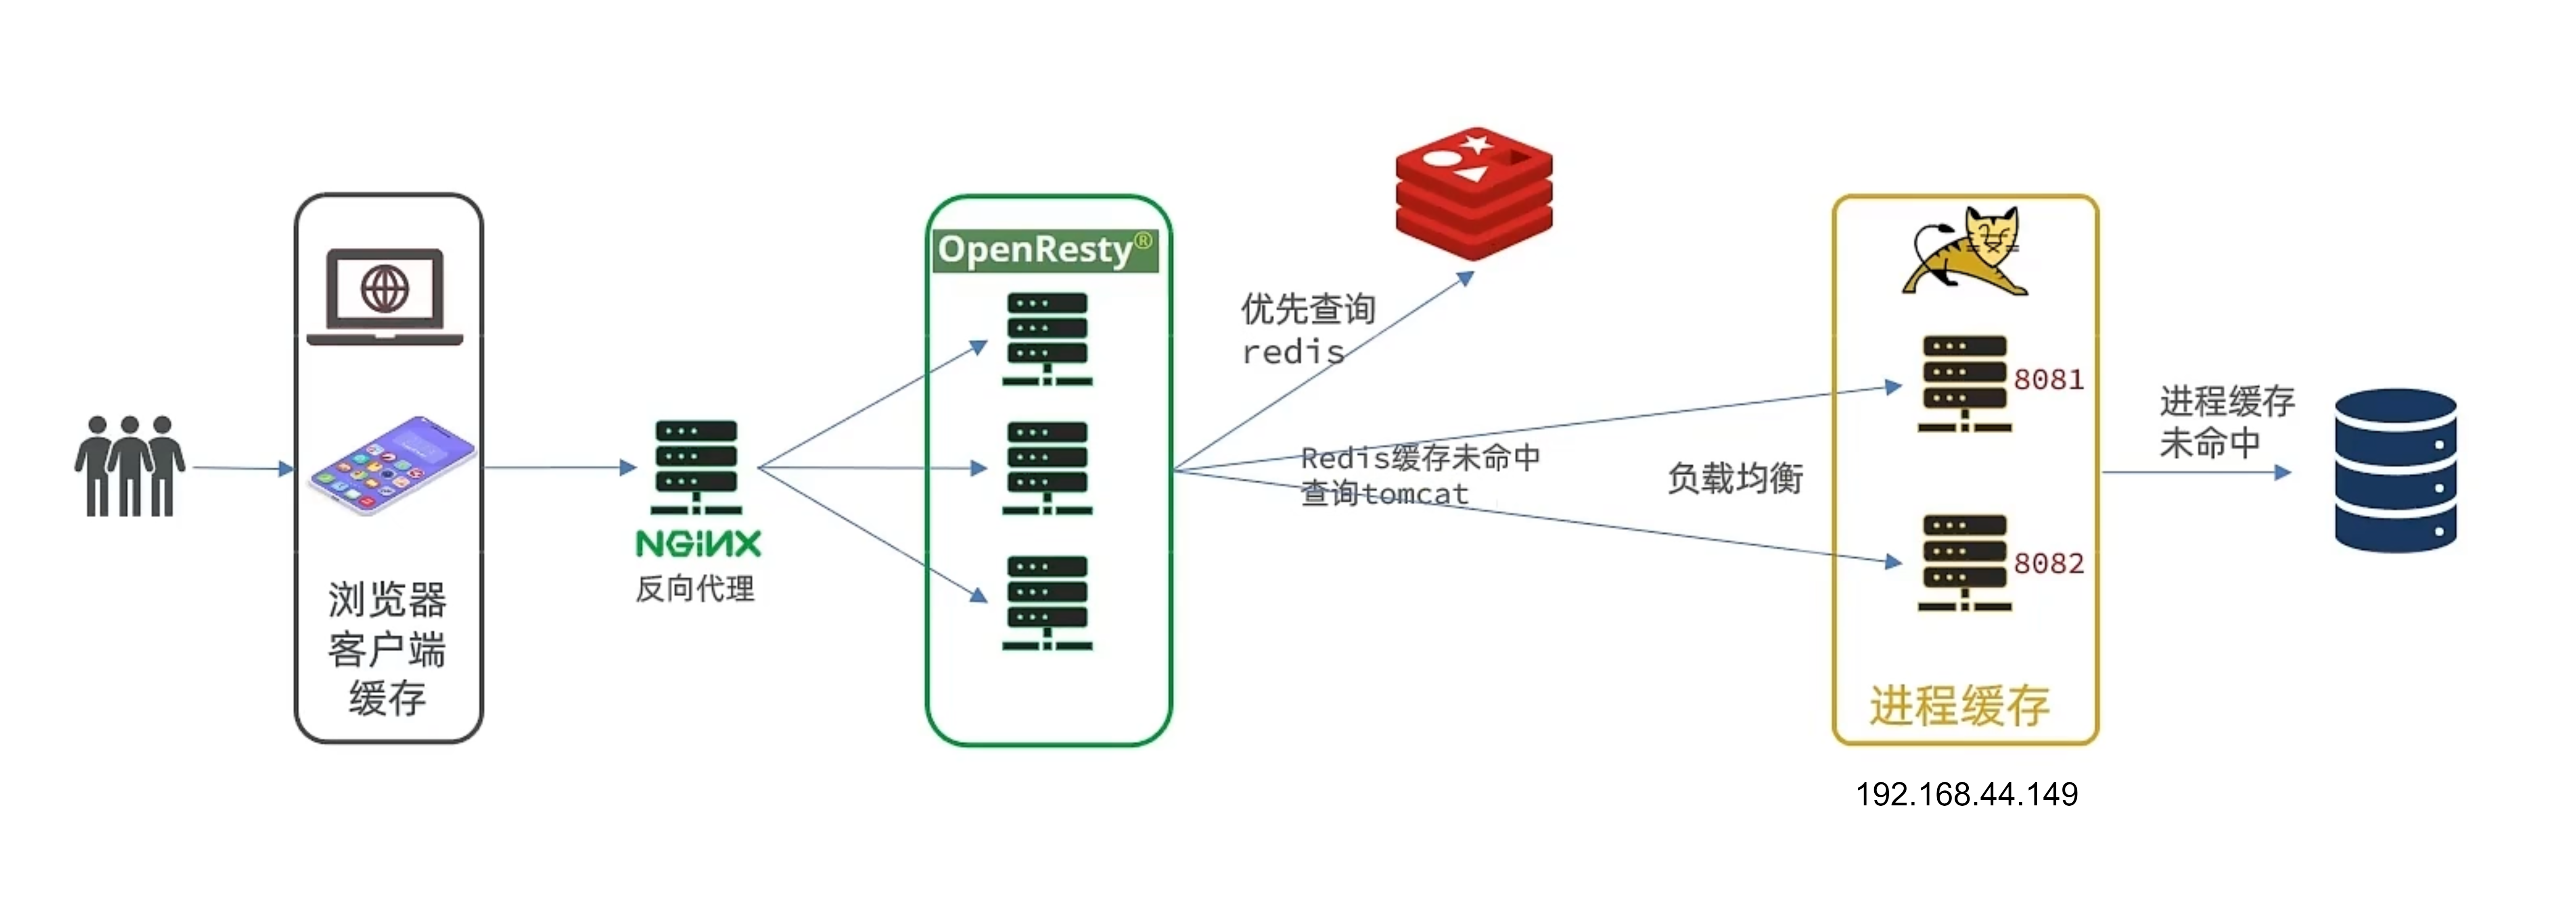 浏览器
客户端
缓存
NGiNX
反向代理
OpenResty®
优先查询
redis
Redis缓存未命中
查询tomcat
负载均衡
8081
8082
进程缓存
192.168.44.149
进程缓存
未命中